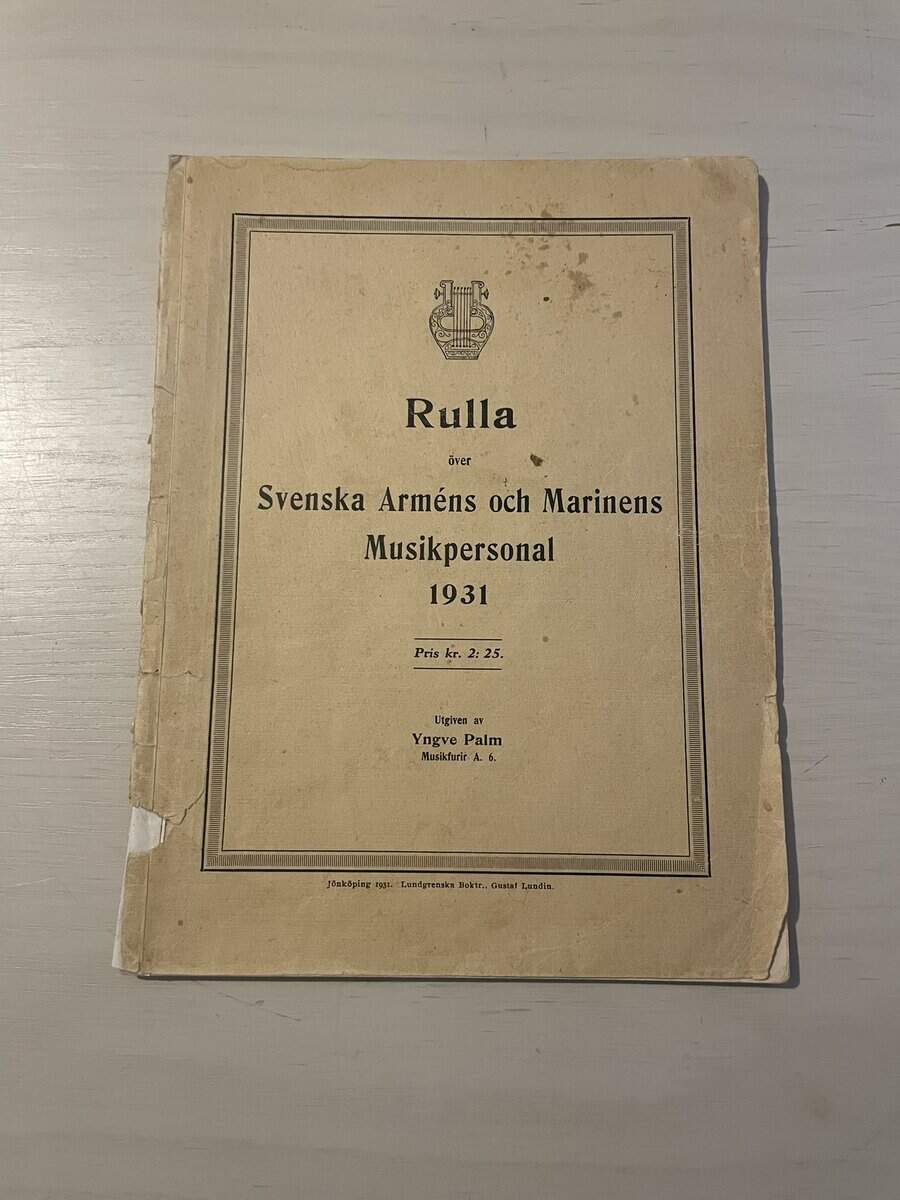 Rulla
över
Svenska Arméns och Marinens
Musikpersonal
1931
Pris kr. 2: 25.
Utgiven av
Yngve Palm
Musikfurir A. 6.
Jönköping 1931. Lundgrenska Boktr., Gustaf Lundin.